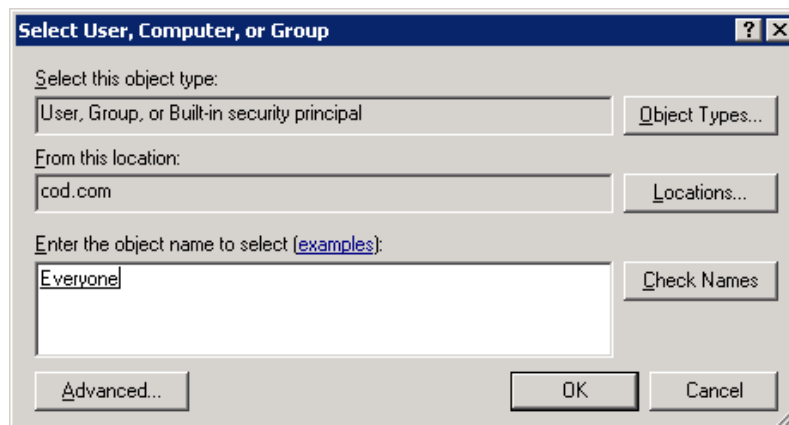 Select User, Computer, or Group
Select this object type:
User, Group, or Built-in security principal
Object Types...
From this location:
cod.com
Locations...
Enter the object name to select (examples):
Everyone
Check Names
Advanced...
OK
Cancel